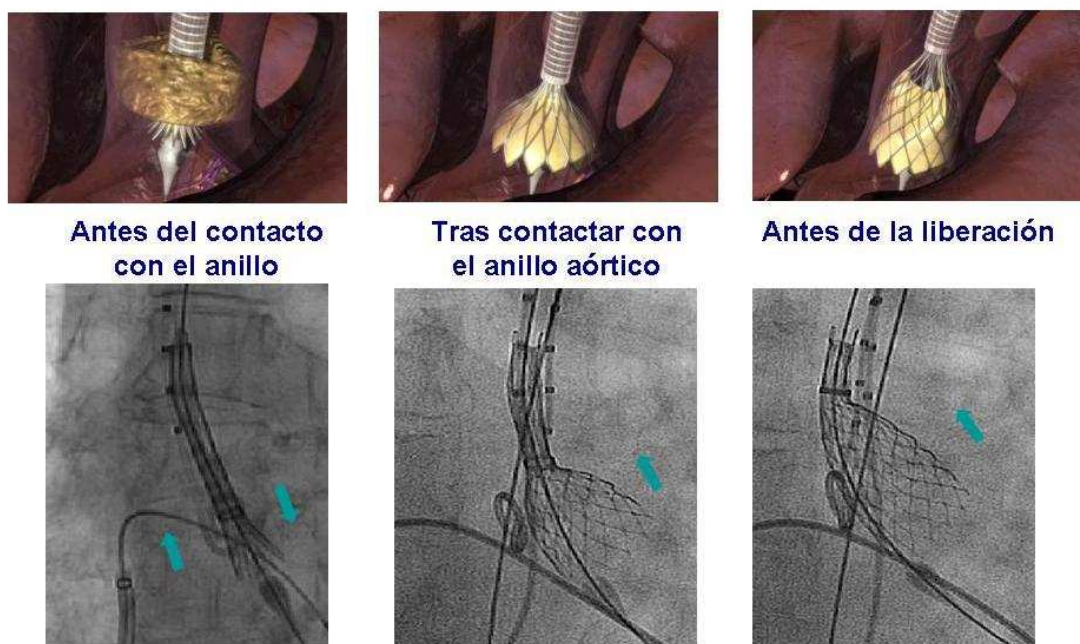 Antes del contacto
con el anillo
Tras contactar con
el anillo aórtico
Antes de la liberación